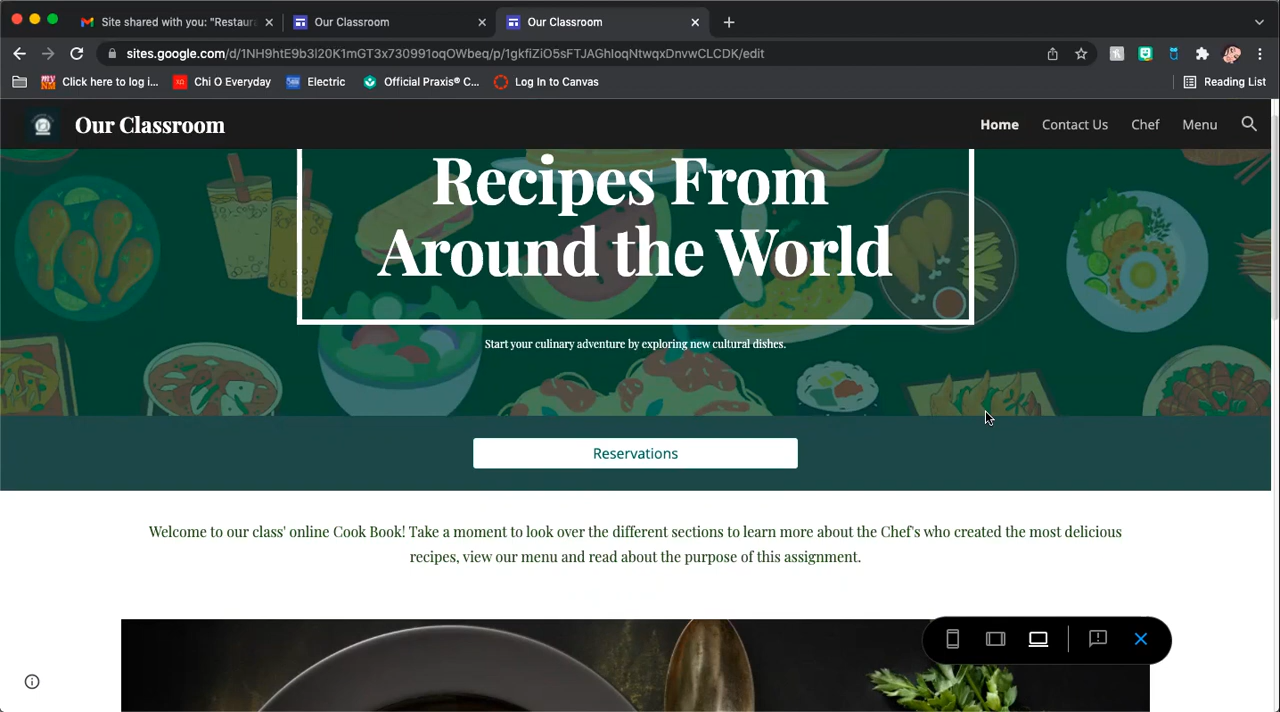 Site shared with you: "Restaur
Our Classroom
Our Classroom
sites.google.com/d/1NH9htE9b3l20K1mGT3x730991oqOWbeq/p/1gkfiZiO5sFTJAGhIoqNtwqxDnvwCLCDK/edit
Click here to log i...
Chi O Everyday
Electric
Official Praxis® C...
Log In to Canvas
Reading List
Our Classroom
Home
Contact Us
Chef
Menu
Recipes From
Around the World
Start your culinary adventure by exploring new cultural dishes.
Reservations
Welcome to our class' online Cook Book! Take a moment to look over the different sections to learn more about the Chef's who created the most delicious
recipes, view our menu and read about the purpose of this assignment.